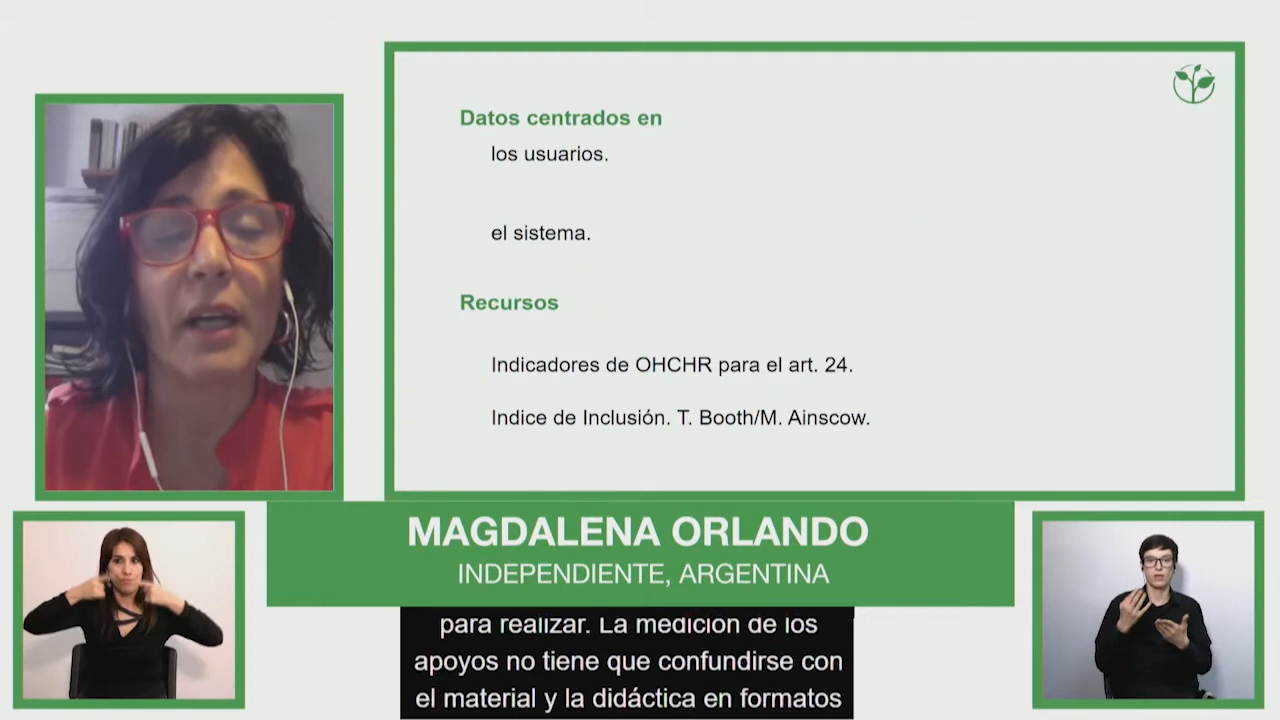 Datos centrados en
los usuarios.
el sistema.
Recursos
Indicadores de OHCHR para el art. 24.
Indice de Inclusión. T. Booth/M. Ainscow.
MAGDALENA ORLANDO
INDEPENDIENTE, ARGENTINA
para realizar. La medición de los
apoyos no tiene que confundirse con
el material y la didáctica en formatos